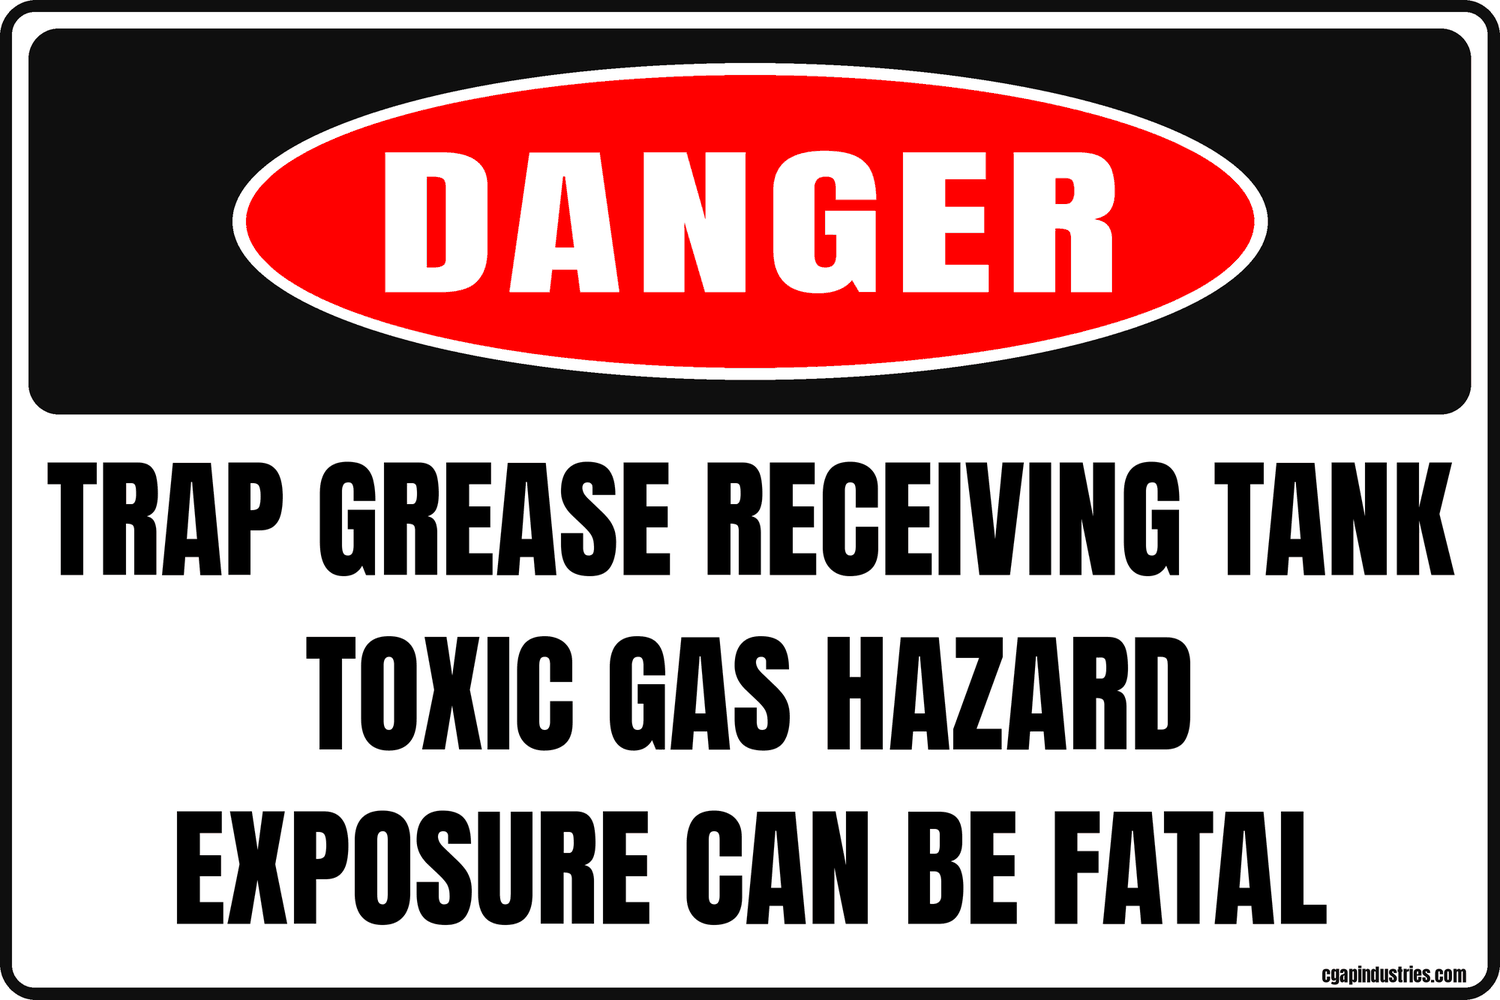 DANGER
TRAP GREASE RECEIVING TANK
TOXIC GAS HAZARD
EXPOSURE CAN BE FATAL
cgapindustries.com